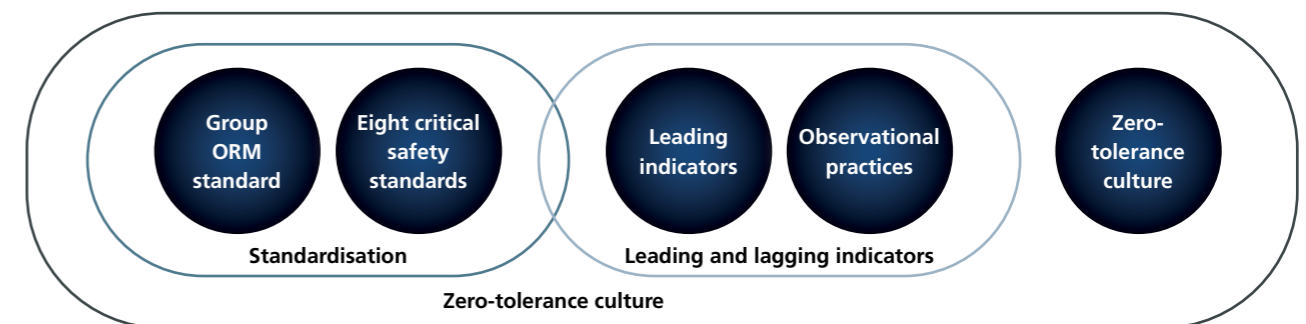 Group
ORM
standard
Eight critical
safety
standards
Leading
indicators
Observational
practices
Zero-
tolerance
culture
Standardisation
Leading and lagging indicators
Zero-tolerance culture